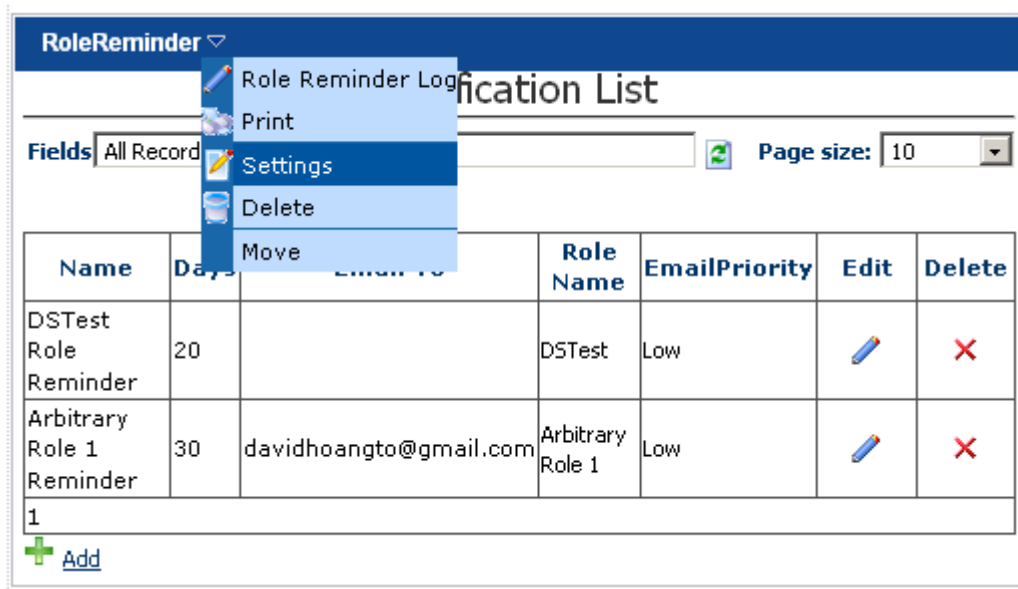 RoleReminder
Role Reminder Log
fication List
Print
Fields All Record
Page size: 10
Settings
Delete
Move
Name Days Role Name EmailPriority Edit Delete
DSTest Role Reminder 20 DSTest Low
Arbitrary Role 1 Reminder 30 davidhoangto@gmail.com Arbitrary Role 1 Low
1
Add